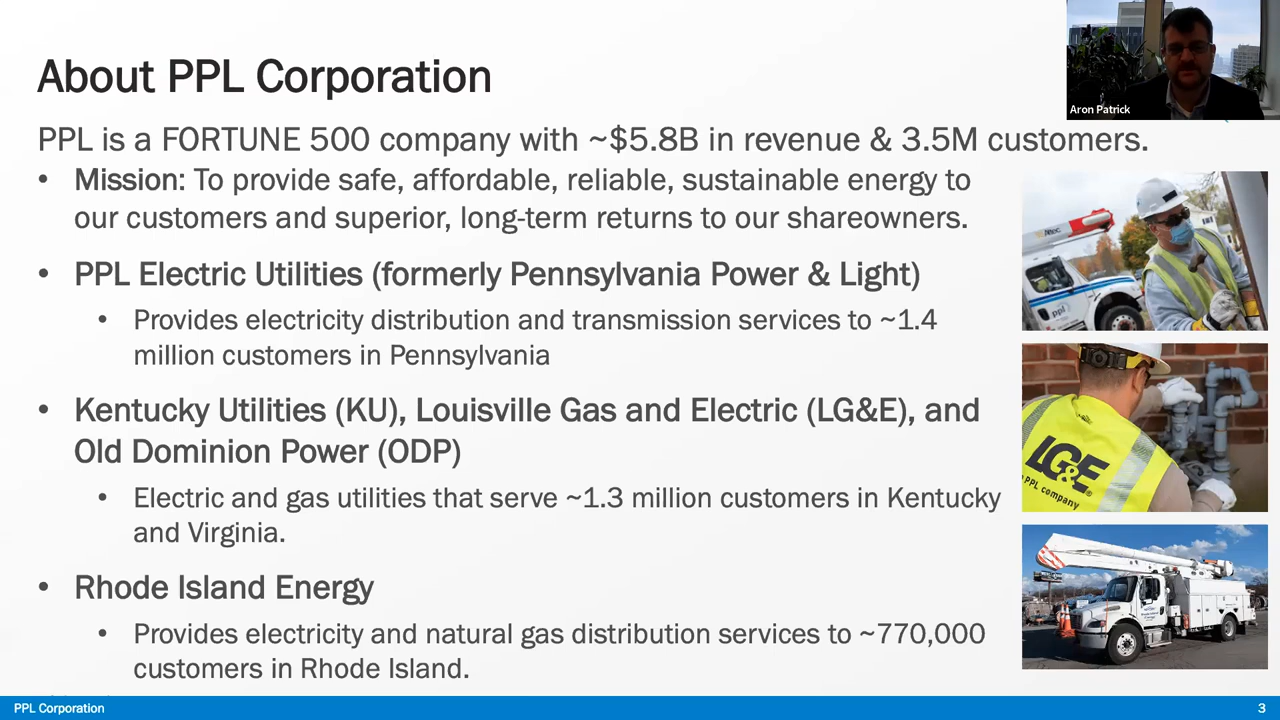 Aron Patrick
About PPL Corporation
PPL is a FORTUNE 500 company with ~$5.8B in revenue & 3.5M customers.
• Mission: To provide safe, affordable, reliable, sustainable energy to
our customers and superior, long-term returns to our shareowners.
• PPL Electric Utilities (formerly Pennsylvania Power & Light)
• Provides electricity distribution and transmission services to ~1.4
million customers in Pennsylvania
• Kentucky Utilities (KU), Louisville Gas and Electric (LG&E), and
Old Dominion Power (ODP)
• Electric and gas utilities that serve ~1.3 million customers in Kentucky
and Virginia.
• Rhode Island Energy
• Provides electricity and natural gas distribution services to ~770,000
customers in Rhode Island.
ppl
LG&E
PPL company
PPL Corporation
3